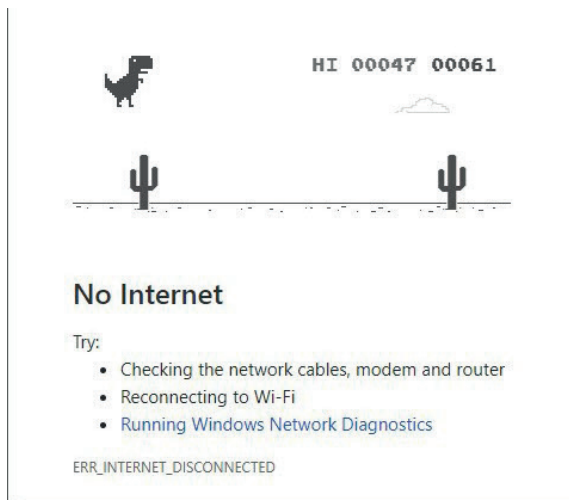 HI 00047 00061
No Internet
Try:
• Checking the network cables, modem and router
• Reconnecting to Wi-Fi
• Running Windows Network Diagnostics
ERR_INTERNET_DISCONNECTED